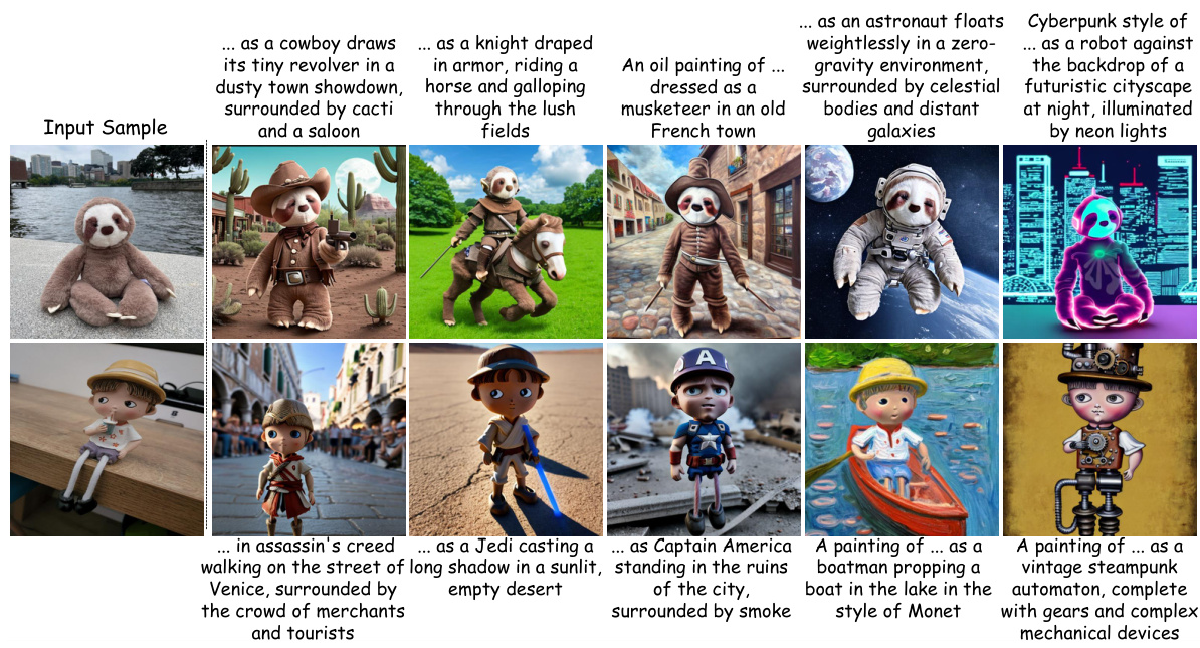 Input Sample
... as a cowboy draws
its tiny revolver in a
dusty town showdown,
surrounded by cacti
and a saloon
... as a knight draped
in armor, riding a
horse and galloping
through the lush
fields
An oil painting of ...
dressed as a
musketeer in an old
French town
... as an astronaut floats
weightlessly in a zero-
gravity environment,
surrounded by celestial
bodies and distant
galaxies
Cyberpunk style of
... as a robot against
the backdrop of a
futuristic cityscape
at night, illuminated
by neon lights
A
... in assassin's creed
walking on the street of
Venice, surrounded by
the crowd of merchants
and tourists
... as a Jedi casting a
long shadow in a sunlit,
empty desert
... as Captain America
standing in the ruins
of the city,
surrounded by smoke
A painting of ... as a
boatman propping a
boat in the lake in the
style of Monet
A painting of ... as a
vintage steampunk
automaton, complete
with gears and complex
mechanical devices